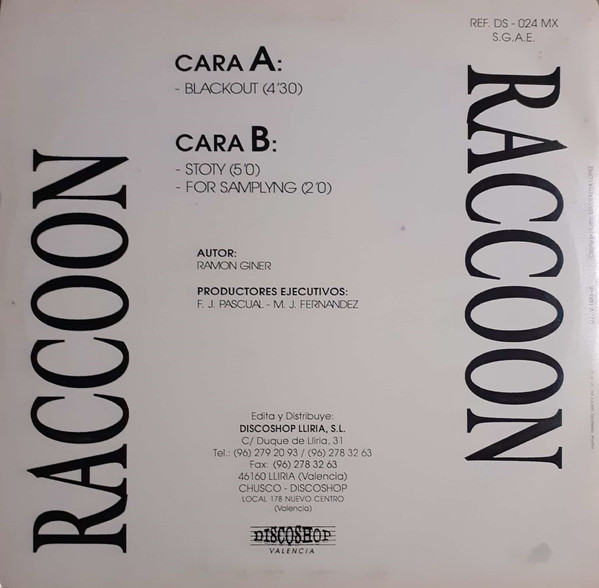 REF. DS - 024 MX
S.G.A.E.
CARA A:
- BLACKOUT (4'30)
CARA B:
- STOTY (5'0)
- FOR SAMPLYNG (2'0)
AUTOR:
RAMON GINER
PRODUCTORES EJECUTIVOS:
F. J. PASCUAL - M. J. FERNANDEZ
RACCOON
RACCOON
Edita y Distribuye:
DISCOSHOP LLIRIA, S.L.
C/ Duque de Lliria, 31
Tel.: (96) 279 20 93 / (96) 278 32 63
Fax: (96) 278 32 63
46160 LLIRIA (Valencia)
CHUSCO - DISCOSHOP
LOCAL 178 NUEVO CENTRO
(Valencia)
DISCOSHOP
VALENCIA